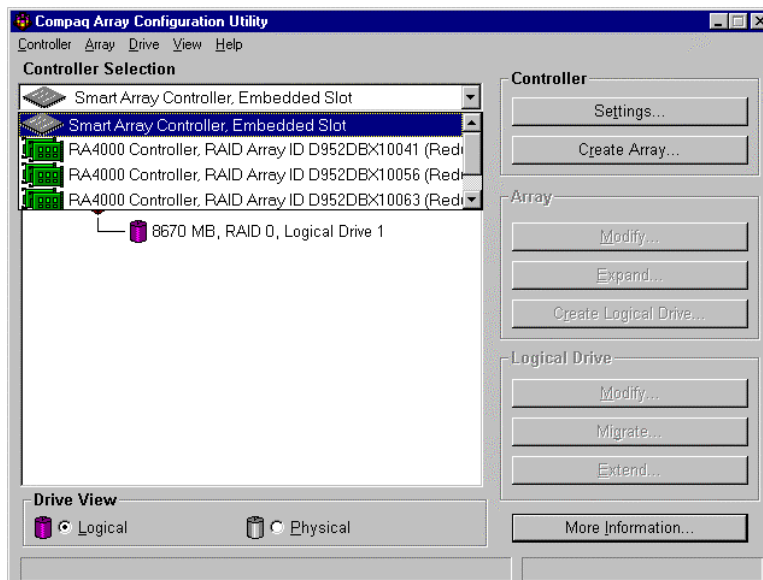 Compaq Array Configuration Utility
Controller Array Drive View Help
Controller Selection
Smart Array Controller, Embedded Slot
Smart Array Controller, Embedded Slot
RA4000 Controller, RAID Array ID D952DBX10041 (Redu
RA4000 Controller, RAID Array ID D952DBX10056 (Redu
RA4000 Controller, RAID Array ID D952DBX10063 (Redu
8670 MB, RAID 0, Logical Drive 1
Drive View
Logical
Physical
Controller
Settings...
Create Array...
Array
Modify...
Expand...
Create Logical Drive...
Logical Drive
Modify...
Migrate...
Extend...
More Information...